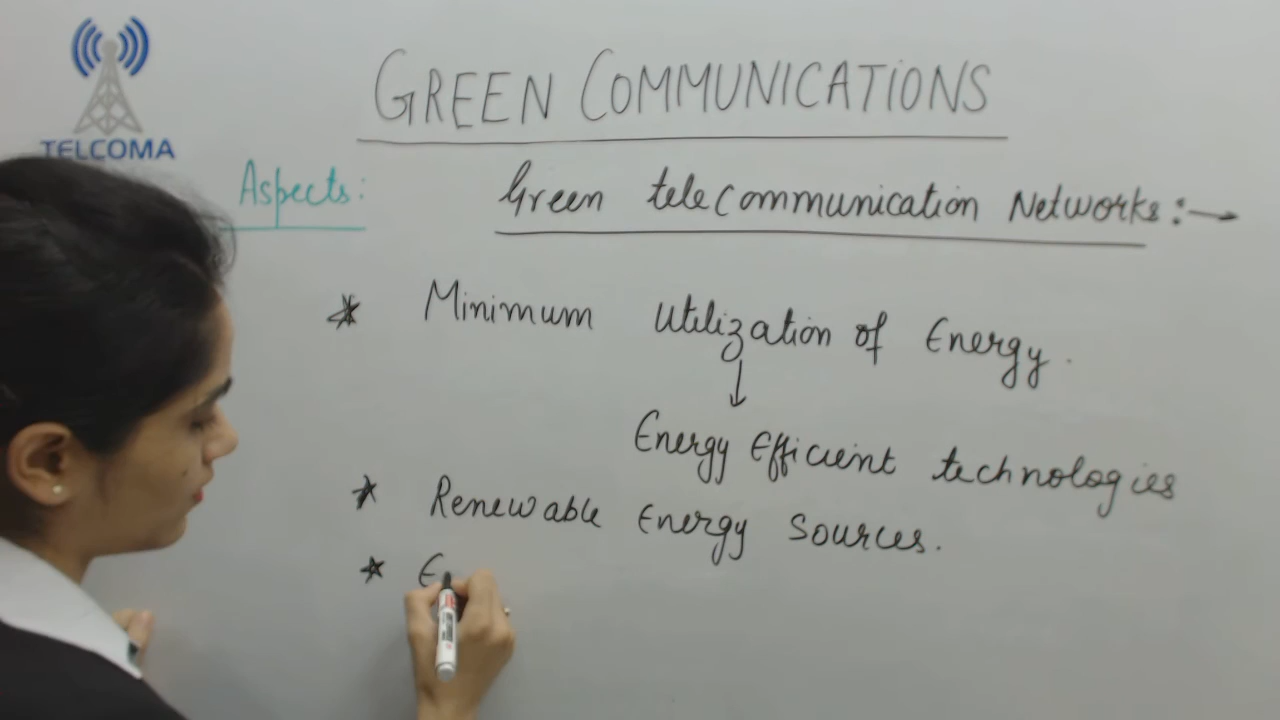 TELCOMA
GREEN COMMUNICATIONS
Aspects:
Green telecommunication Networks:→
* Minimum Utilization of Energy.
↓
Energy Efficient technologies
* Renewable Energy Sources.
* E